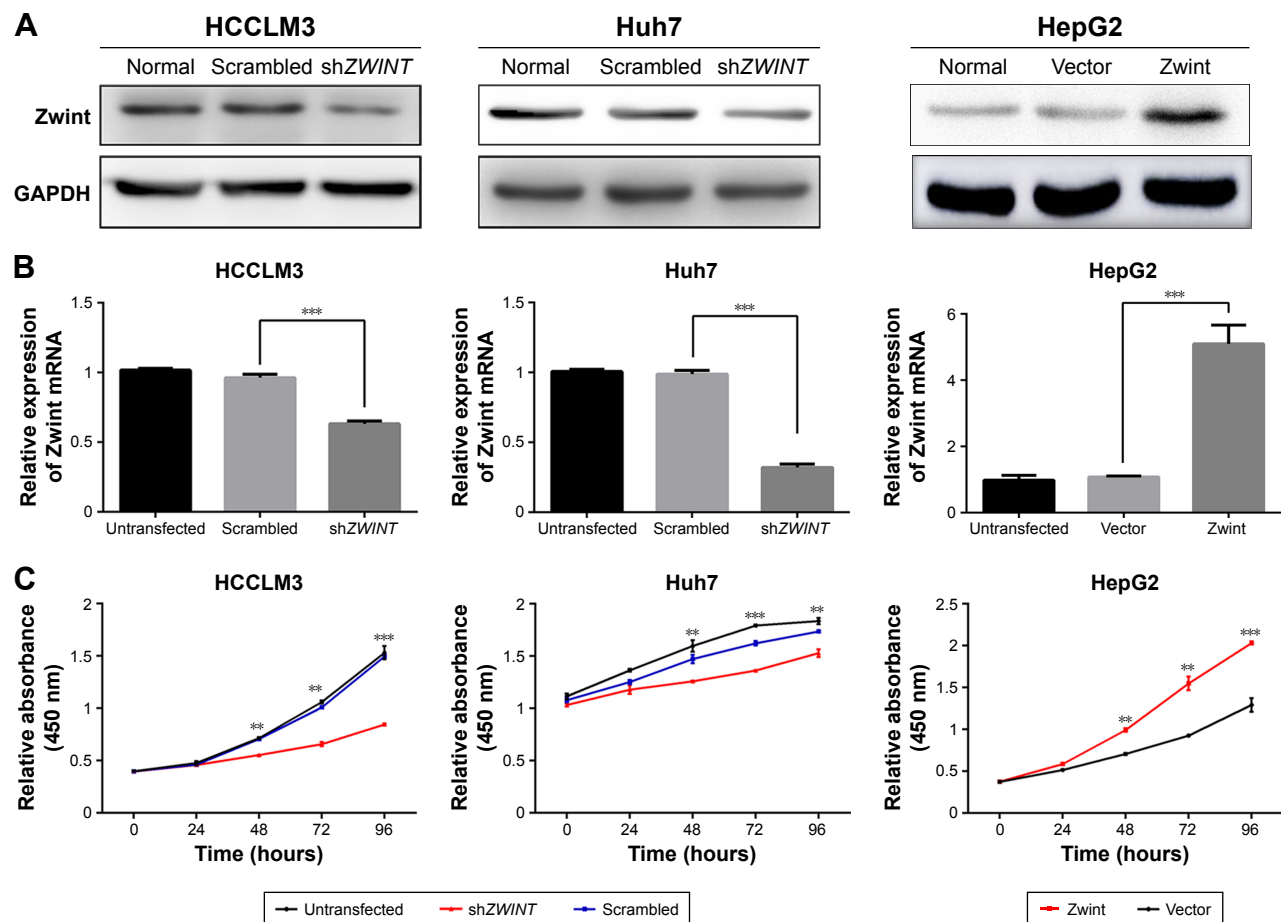 A
HCCLM3
Huh7
HepG2
Normal Scrambled shZWINT
Normal Scrambled shZWINT
Normal Vector Zwint
Zwint
GAPDH
B
HCCLM3
Relative expression
of Zwint mRNA
1.5
1
0.5
0
***
Untransfected Scrambled shZWINT
Huh7
Relative expression
of Zwint mRNA
1.5
1
0.5
0
***
Untransfected Scrambled shZWINT
HepG2
Relative expression
of Zwint mRNA
6
4
2
0
***
Untransfected Vector Zwint
C
HCCLM3
Relative absorbance
(450 nm)
2
1.5
1
0.5
0
** ** ***
0 24 48 72 96
Time (hours)
Huh7
Relative absorbance
(450 nm)
2
1.5
1
0.5
0
** *** **
0 24 48 72 96
Time (hours)
HepG2
Relative absorbance
(450 nm)
2.5
2
1.5
1
0.5
0
** ** ***
0 24 48 72 96
Time (hours)
Untransfected shZWINT Scrambled
Zwint Vector